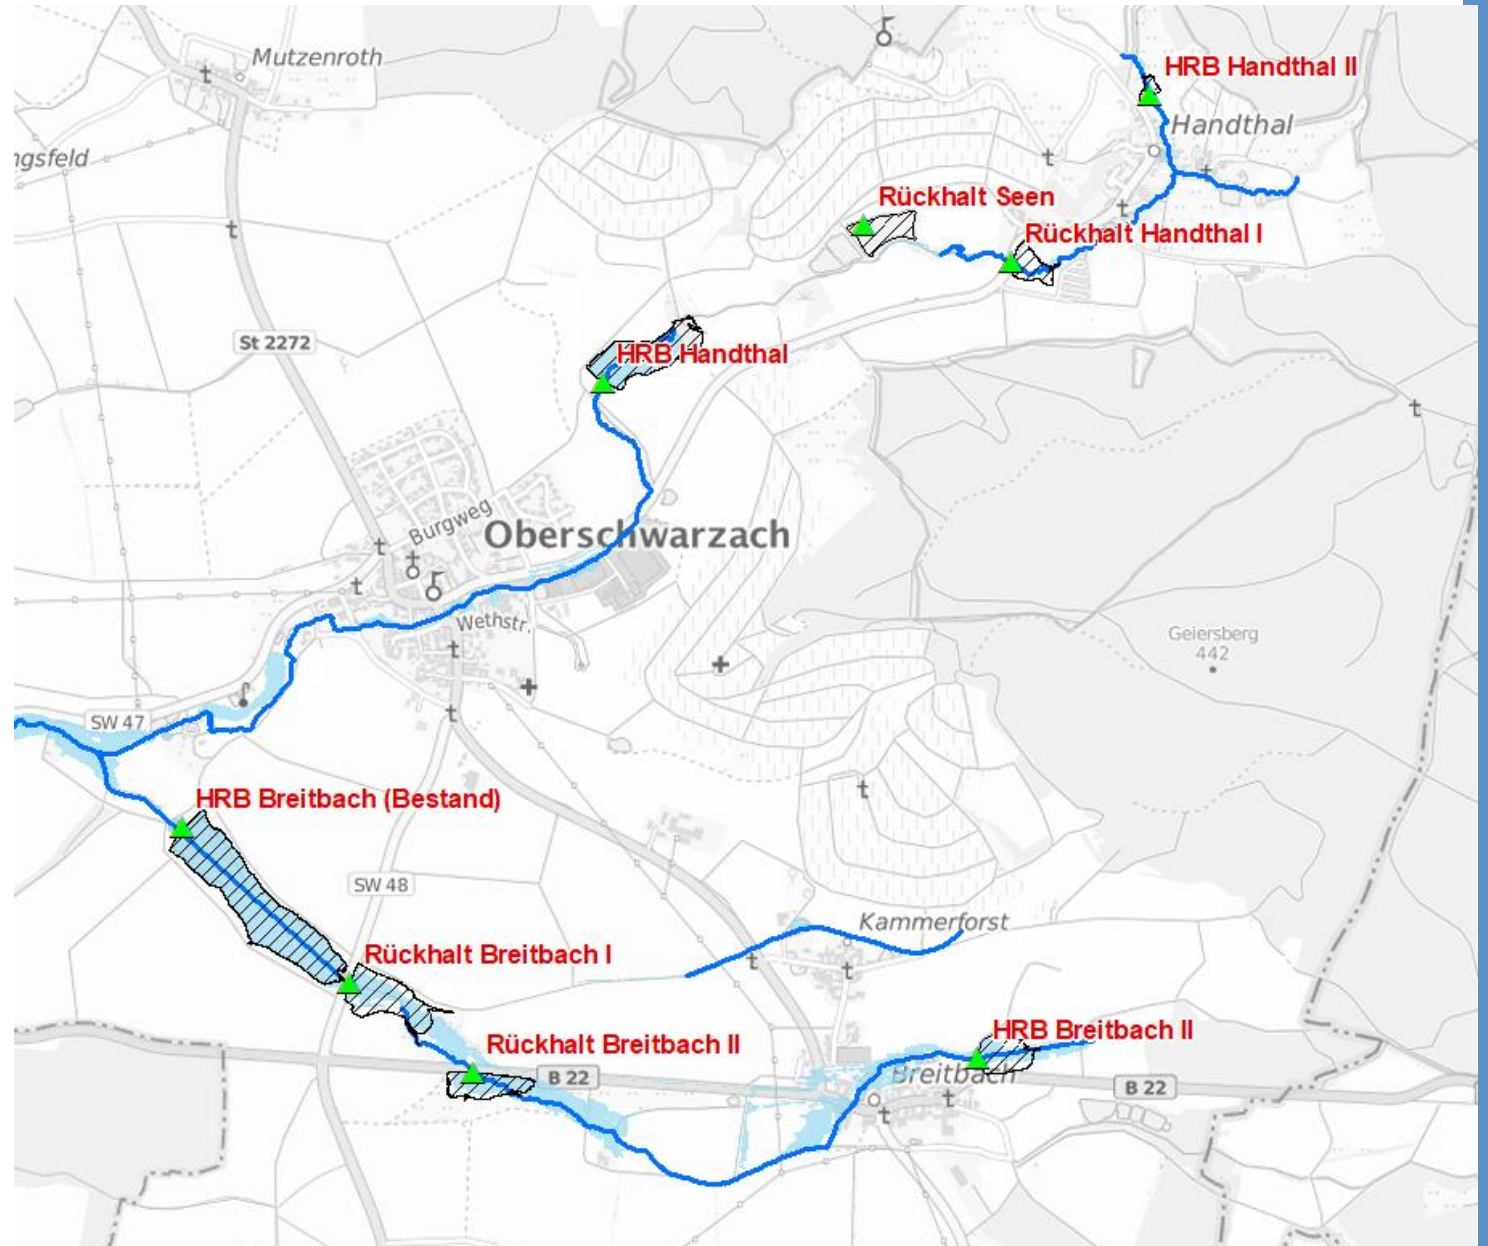 Mutzenroth
HRB Handthal II
Handthal
ngsfeld
Rückhalt Seen
Rückhalt Handthal I
St 2272
HRB Handthal
Burgweg
Oberschwarzach
Wethstr.
Geiersberg
442
SW 47
HRB Breitbach (Bestand)
SW 48
Kammerforst
Rückhalt Breitbach I
HRB Breitbach II
Rückhalt Breitbach II
B 22
Breitbach
B 22